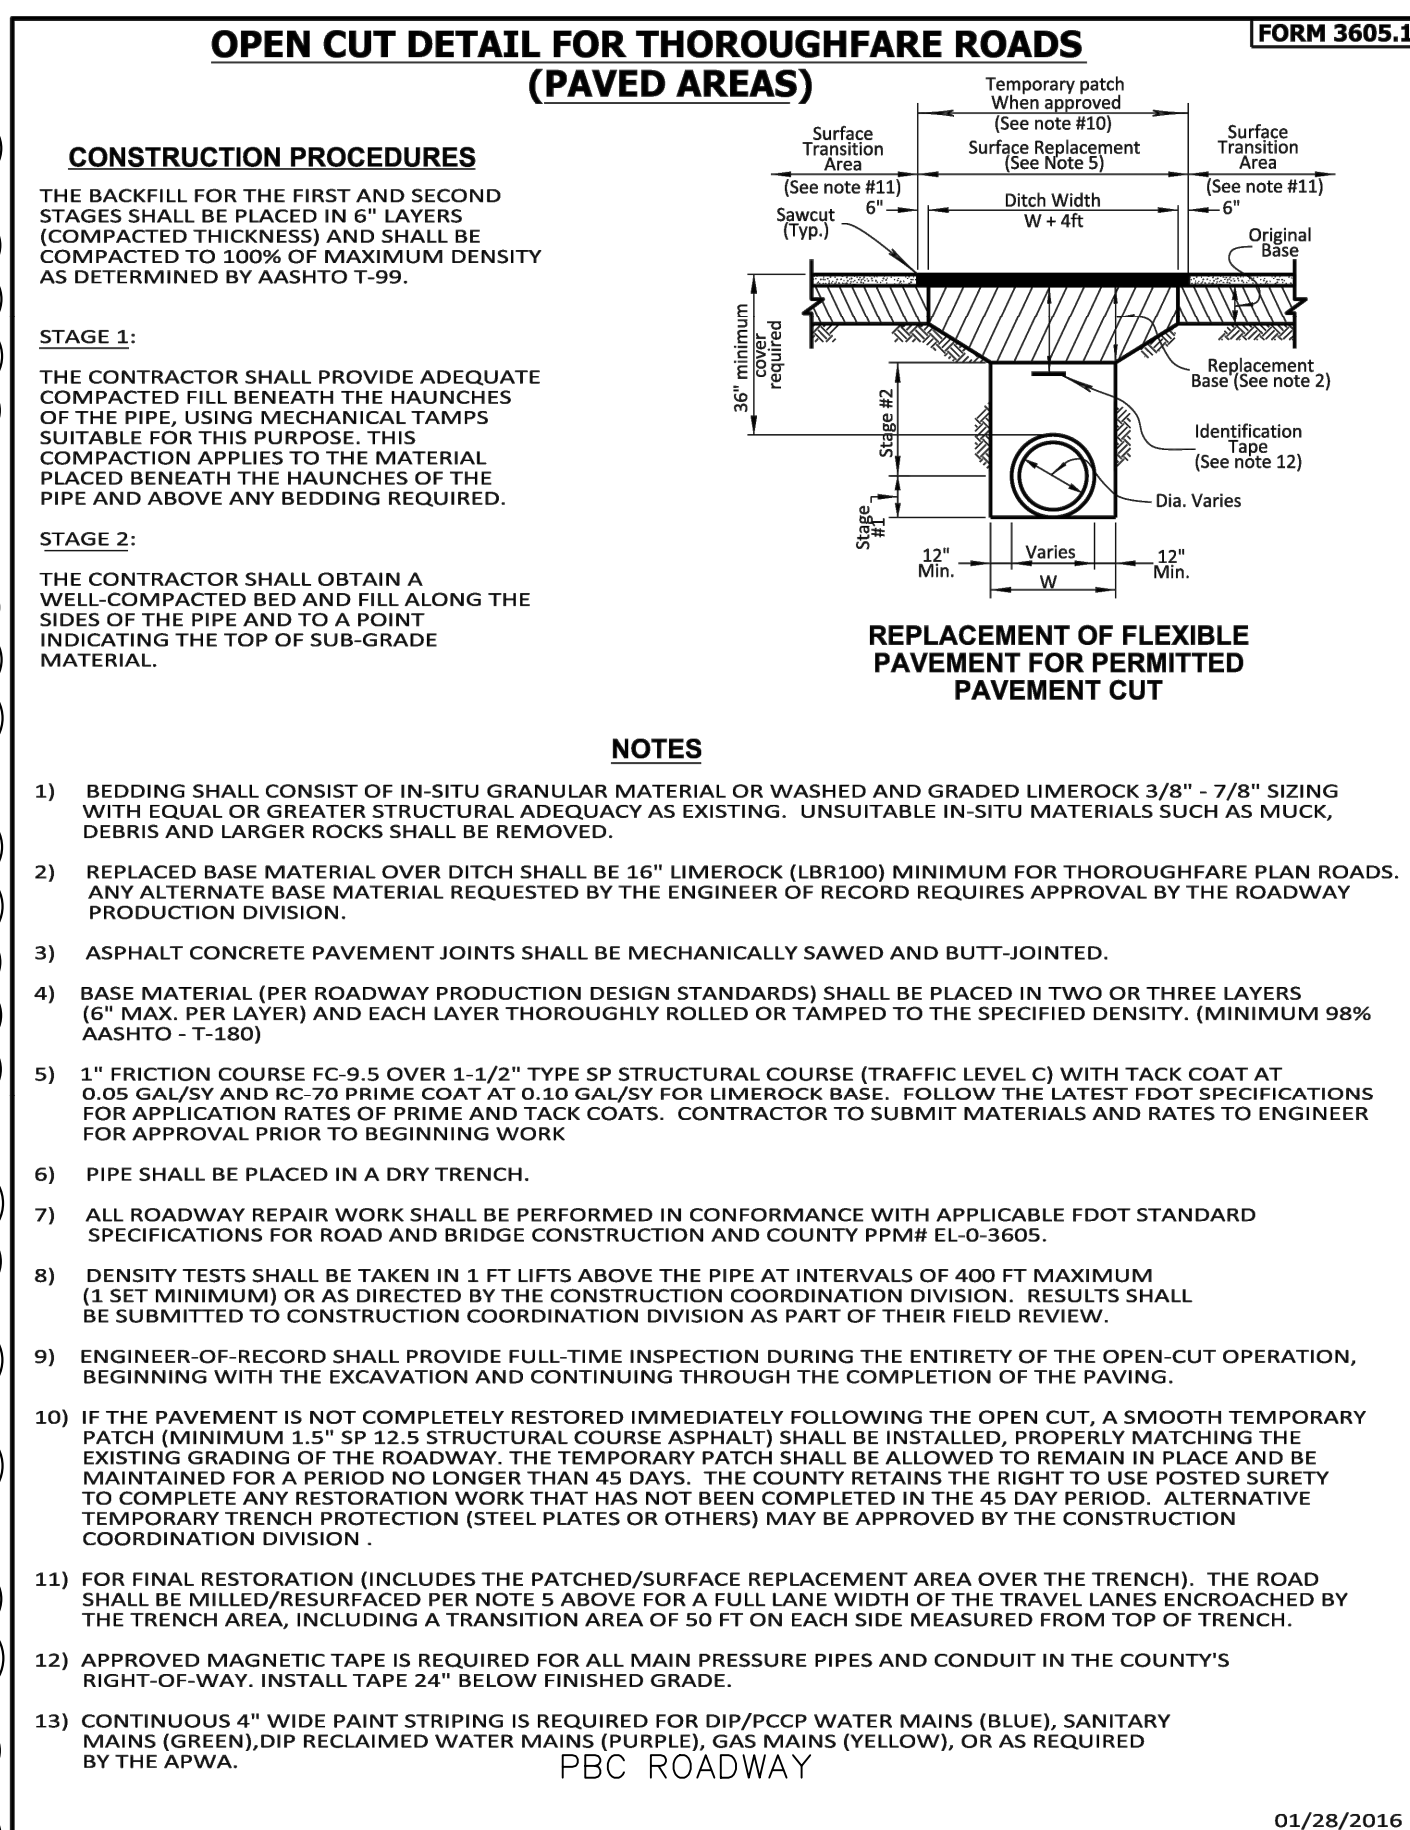 OPEN CUT DETAIL FOR THOROUGHFARE ROADS
(PAVED AREAS)
FORM 3605.1
CONSTRUCTION PROCEDURES
THE BACKFILL FOR THE FIRST AND SECOND
STAGES SHALL BE PLACED IN 6" LAYERS
(COMPACTED THICKNESS) AND SHALL BE
COMPACTED TO 100% OF MAXIMUM DENSITY
AS DETERMINED BY AASHTO T-99.
STAGE 1:
THE CONTRACTOR SHALL PROVIDE ADEQUATE
COMPACTED FILL BENEATH THE HAUNCHES
OF THE PIPE, USING MECHANICAL TAMPS
SUITABLE FOR THIS PURPOSE. THIS
COMPACTION APPLIES TO THE MATERIAL
PLACED BENEATH THE HAUNCHES OF THE
PIPE AND ABOVE ANY BEDDING REQUIRED.
STAGE 2:
THE CONTRACTOR SHALL OBTAIN A
WELL-COMPACTED BED AND FILL ALONG THE
SIDES OF THE PIPE AND TO A POINT
INDICATING THE TOP OF SUB-GRADE
MATERIAL.
Temporary patch
When approved
(See note #10)
Surface
Transition
Area
(See note #11)
Surface Replacement
(See Note 5)
Surface
Transition
Area
(See note #11)
6"
Ditch Width
W + 4ft
6"
Sawcut
(Typ.)
Original
Base
36" minimum
cover
required
Replacement
Base (See note 2)
Stage #2
Identification
Tape
(See note 12)
Dia. Varies
Stage
#1
12"
Min.
Varies
12"
Min.
W
REPLACEMENT OF FLEXIBLE
PAVEMENT FOR PERMITTED
PAVEMENT CUT
NOTES
1) BEDDING SHALL CONSIST OF IN-SITU GRANULAR MATERIAL OR WASHED AND GRADED LIMEROCK 3/8" - 7/8" SIZING
WITH EQUAL OR GREATER STRUCTURAL ADEQUACY AS EXISTING. UNSUITABLE IN-SITU MATERIALS SUCH AS MUCK,
DEBRIS AND LARGER ROCKS SHALL BE REMOVED.
2) REPLACED BASE MATERIAL OVER DITCH SHALL BE 16" LIMEROCK (LBR100) MINIMUM FOR THOROUGHFARE PLAN ROADS.
ANY ALTERNATE BASE MATERIAL REQUESTED BY THE ENGINEER OF RECORD REQUIRES APPROVAL BY THE ROADWAY
PRODUCTION DIVISION.
3) ASPHALT CONCRETE PAVEMENT JOINTS SHALL BE MECHANICALLY SAWED AND BUTT-JOINTED.
4) BASE MATERIAL (PER ROADWAY PRODUCTION DESIGN STANDARDS) SHALL BE PLACED IN TWO OR THREE LAYERS
(6" MAX. PER LAYER) AND EACH LAYER THOROUGHLY ROLLED OR TAMPED TO THE SPECIFIED DENSITY. (MINIMUM 98%
AASHTO - T-180)
5) 1" FRICTION COURSE FC-9.5 OVER 1-1/2" TYPE SP STRUCTURAL COURSE (TRAFFIC LEVEL C) WITH TACK COAT AT
0.05 GAL/SY AND RC-70 PRIME COAT AT 0.10 GAL/SY FOR LIMEROCK BASE. FOLLOW THE LATEST FDOT SPECIFICATIONS
FOR APPLICATION RATES OF PRIME AND TACK COATS. CONTRACTOR TO SUBMIT MATERIALS AND RATES TO ENGINEER
FOR APPROVAL PRIOR TO BEGINNING WORK
6) PIPE SHALL BE PLACED IN A DRY TRENCH.
7) ALL ROADWAY REPAIR WORK SHALL BE PERFORMED IN CONFORMANCE WITH APPLICABLE FDOT STANDARD
SPECIFICATIONS FOR ROAD AND BRIDGE CONSTRUCTION AND COUNTY PPM# EL-0-3605.
8) DENSITY TESTS SHALL BE TAKEN IN 1 FT LIFTS ABOVE THE PIPE AT INTERVALS OF 400 FT MAXIMUM
(1 SET MINIMUM) OR AS DIRECTED BY THE CONSTRUCTION COORDINATION DIVISION. RESULTS SHALL
BE SUBMITTED TO CONSTRUCTION COORDINATION DIVISION AS PART OF THEIR FIELD REVIEW.
9) ENGINEER-OF-RECORD SHALL PROVIDE FULL-TIME INSPECTION DURING THE ENTIRETY OF THE OPEN-CUT OPERATION,
BEGINNING WITH THE EXCAVATION AND CONTINUING THROUGH THE COMPLETION OF THE PAVING.
10) IF THE PAVEMENT IS NOT COMPLETELY RESTORED IMMEDIATELY FOLLOWING THE OPEN CUT, A SMOOTH TEMPORARY
PATCH (MINIMUM 1.5" SP 12.5 STRUCTURAL COURSE ASPHALT) SHALL BE INSTALLED, PROPERLY MATCHING THE
EXISTING GRADING OF THE ROADWAY. THE TEMPORARY PATCH SHALL BE ALLOWED TO REMAIN IN PLACE AND BE
MAINTAINED FOR A PERIOD NO LONGER THAN 45 DAYS. THE COUNTY RETAINS THE RIGHT TO USE POSTED SURETY
TO COMPLETE ANY RESTORATION WORK THAT HAS NOT BEEN COMPLETED IN THE 45 DAY PERIOD. ALTERNATIVE
TEMPORARY TRENCH PROTECTION (STEEL PLATES OR OTHERS) MAY BE APPROVED BY THE CONSTRUCTION
COORDINATION DIVISION .
11) FOR FINAL RESTORATION (INCLUDES THE PATCHED/SURFACE REPLACEMENT AREA OVER THE TRENCH). THE ROAD
SHALL BE MILLED/RESURFACED PER NOTE 5 ABOVE FOR A FULL LANE WIDTH OF THE TRAVEL LANES ENCROACHED BY
THE TRENCH AREA, INCLUDING A TRANSITION AREA OF 50 FT ON EACH SIDE MEASURED FROM TOP OF TRENCH.
12) APPROVED MAGNETIC TAPE IS REQUIRED FOR ALL MAIN PRESSURE PIPES AND CONDUIT IN THE COUNTY'S
RIGHT-OF-WAY. INSTALL TAPE 24" BELOW FINISHED GRADE.
13) CONTINUOUS 4" WIDE PAINT STRIPING IS REQUIRED FOR DIP/PCCP WATER MAINS (BLUE), SANITARY
MAINS (GREEN),DIP RECLAIMED WATER MAINS (PURPLE), GAS MAINS (YELLOW), OR AS REQUIRED
BY THE APWA.
PBC ROADWAY
01/28/2016